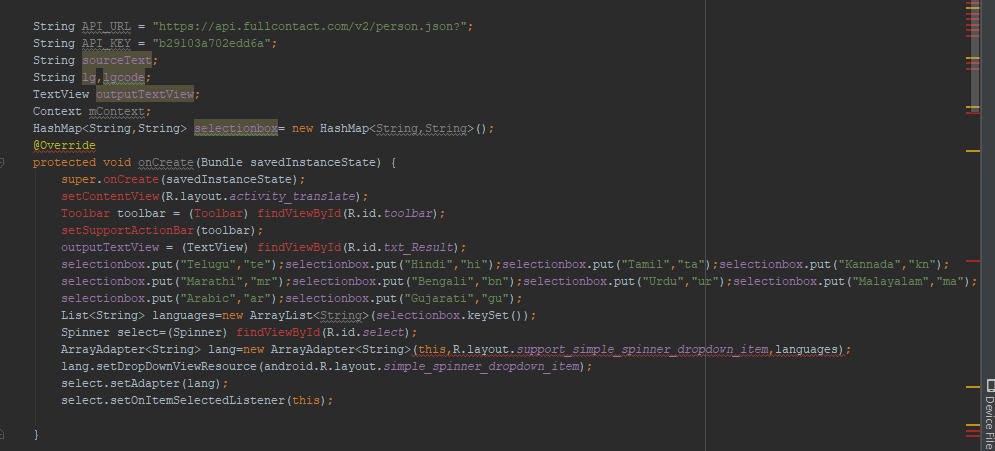 String API_URL = "https://api.fullcontact.com/v2/person.json?";
String API_KEY = "b29103a702edd6a";
String sourceText;
String lg,lgcode;
TextView outputTextView;
Context mContext;
HashMap<String,String> selectionbox= new HashMap<String,String>();
@Override
protected void onCreate(Bundle savedInstanceState) {
super.onCreate(savedInstanceState);
setContentView(R.layout.activity_translate);
Toolbar toolbar = (Toolbar) findViewById(R.id.toolbar);
setSupportActionBar(toolbar);
outputTextView = (TextView) findViewById(R.id.txt_Result);
selectionbox.put("Telugu","te");selectionbox.put("Hindi","hi");selectionbox.put("Tamil","ta");selectionbox.put("Kannada","kn");
selectionbox.put("Marathi","mr");selectionbox.put("Bengali","bn");selectionbox.put("Urdu","ur");selectionbox.put("Malayalam","ma");
selectionbox.put("Arabic","ar");selectionbox.put("Gujarati","gu");
List<String> languages=new ArrayList<String>(selectionbox.keySet());
Spinner select=(Spinner) findViewById(R.id.select);
ArrayAdapter<String> lang=new ArrayAdapter<String>(this,R.layout.support_simple_spinner_dropdown_item,languages);
lang.setDropDownViewResource(android.R.layout.simple_spinner_dropdown_item);
select.setAdapter(lang);
select.setOnItemSelectedListener(this);
}
Device File